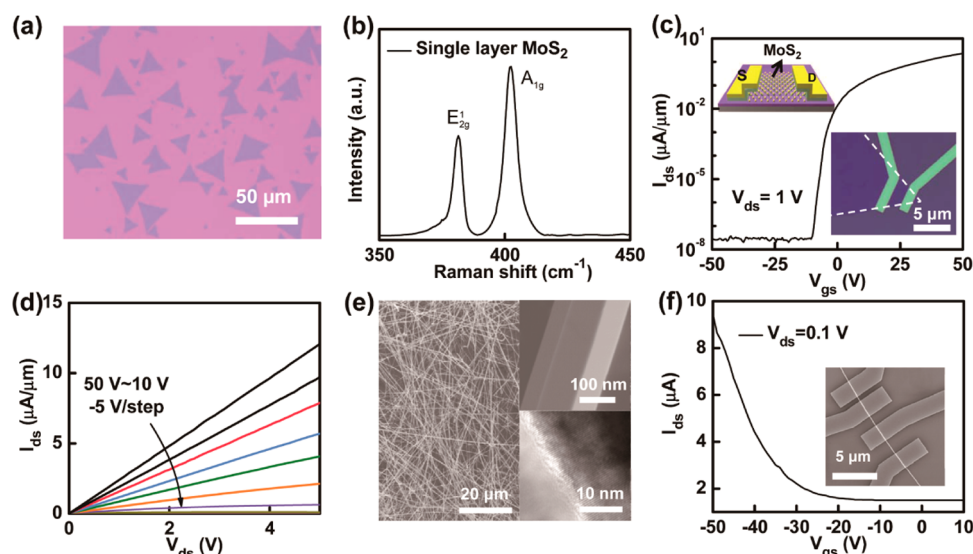 (a)
50 µm
(b)
Intensity (a.u.)
Single layer MoS₂
E¹₂g
A₁g
350
400
450
Raman shift (cm⁻¹)
(c)
Ids (µA/µm)
10¹
10⁻²
10⁻⁵
10⁻⁸
MoS₂
S
D
Vds= 1 V
5 µm
-50
-25
0
25
50
Vgs (V)
(d)
Ids (µA/µm)
15
10
5
0
50 V~10 V
-5 V/step
0
2
4
Vds (V)
(e)
20 µm
100 nm
10 nm
(f)
Ids (µA)
10
8
6
4
2
Vds=0.1 V
5 µm
-50
-40
-30
-20
-10
0
10
Vgs (V)